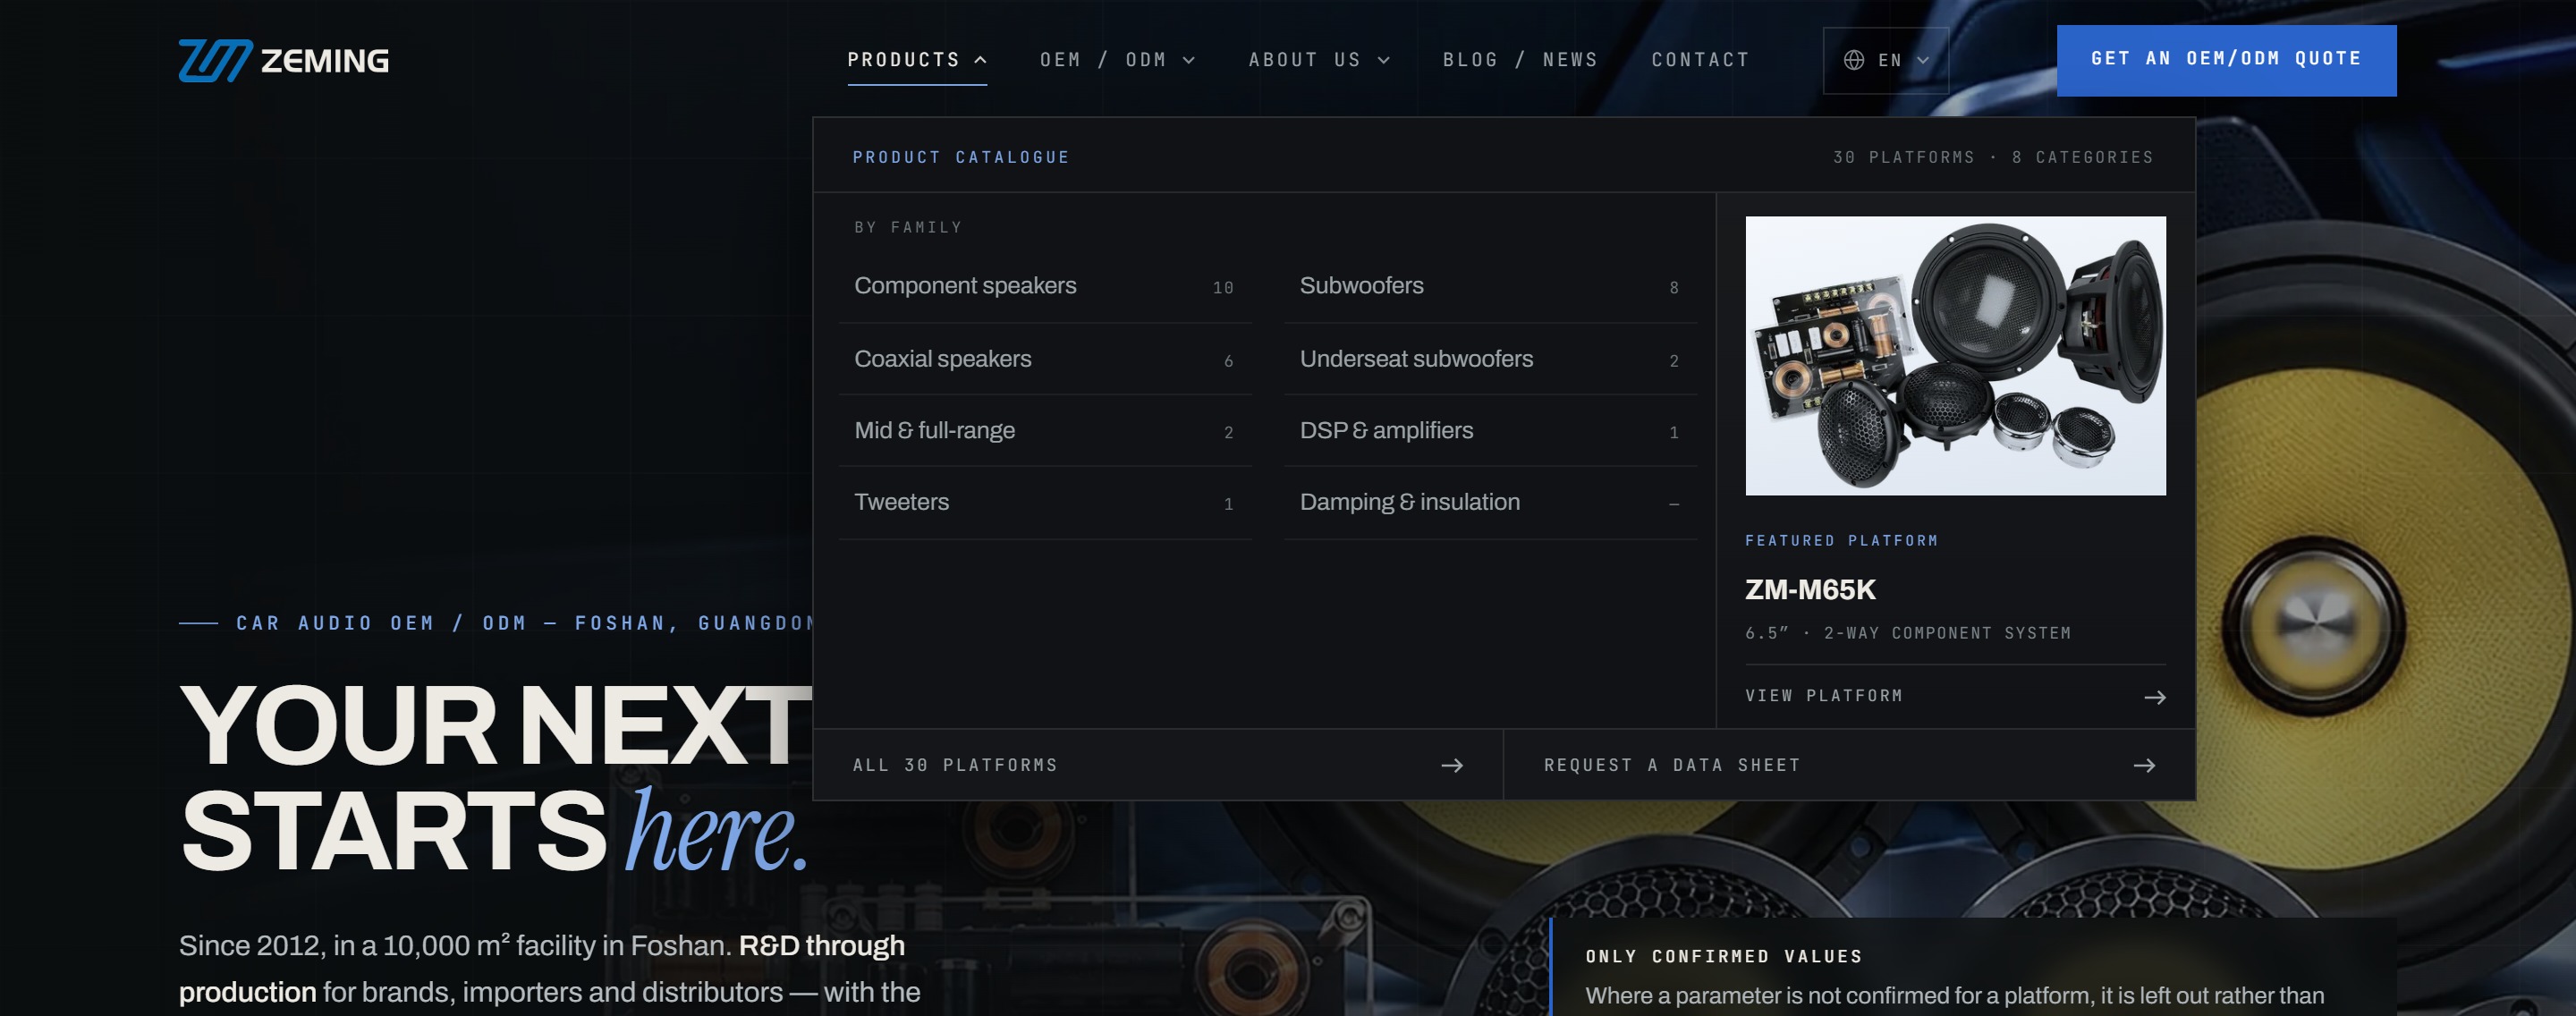 ZEMING
PRODUCTS
OEM / ODM
ABOUT US
BLOG / NEWS
CONTACT
EN
GET AN OEM/ODM QUOTE
PRODUCT CATALOGUE
30 PLATFORMS · 8 CATEGORIES
BY FAMILY
Component speakers 10
Coaxial speakers 6
Mid & full-range 2
Tweeters 1
Subwoofers 8
Underseat subwoofers 2
DSP & amplifiers 1
Damping & insulation –
FEATURED PLATFORM
ZM-M65K
6.5″ · 2-WAY COMPONENT SYSTEM
VIEW PLATFORM →
ALL 30 PLATFORMS →
REQUEST A DATA SHEET →
CAR AUDIO OEM / ODM — FOSHAN, GUANGDON
YOUR NEXT
STARTS here.
Since 2012, in a 10,000 m² facility in Foshan. R&D through
production for brands, importers and distributors — with the
ONLY CONFIRMED VALUES
Where a parameter is not confirmed for a platform, it is left out rather than